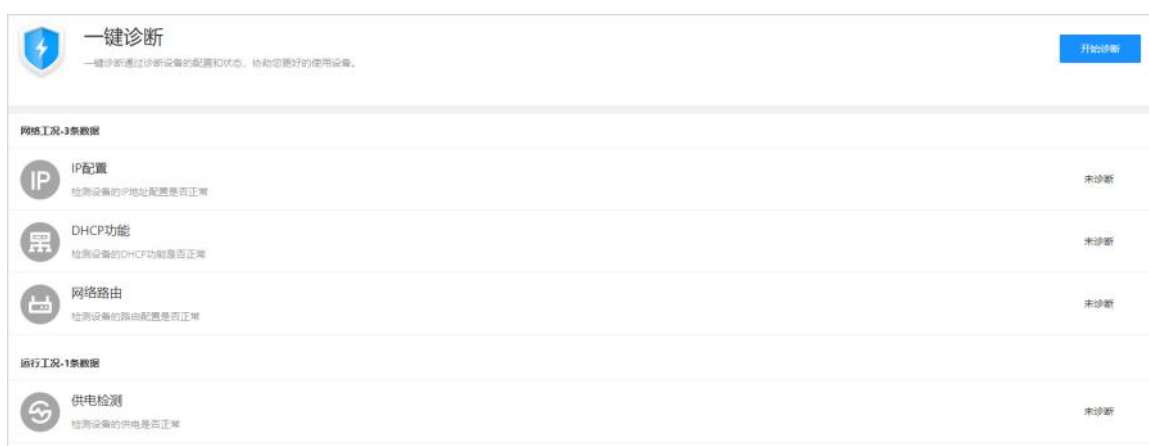 一键诊断
一键诊断通过诊断设备的配置和状态，协助您更好的使用设备。
开始诊断
网络工况-3条数据
IP
IP配置
检测设备的IP地址配置是否正常
未诊断
DHCP功能
检测设备的DHCP功能是否正常
未诊断
网络路由
检测设备的路由配置是否正常
未诊断
运行工况-1条数据
供电检测
检测设备的供电是否正常
未诊断